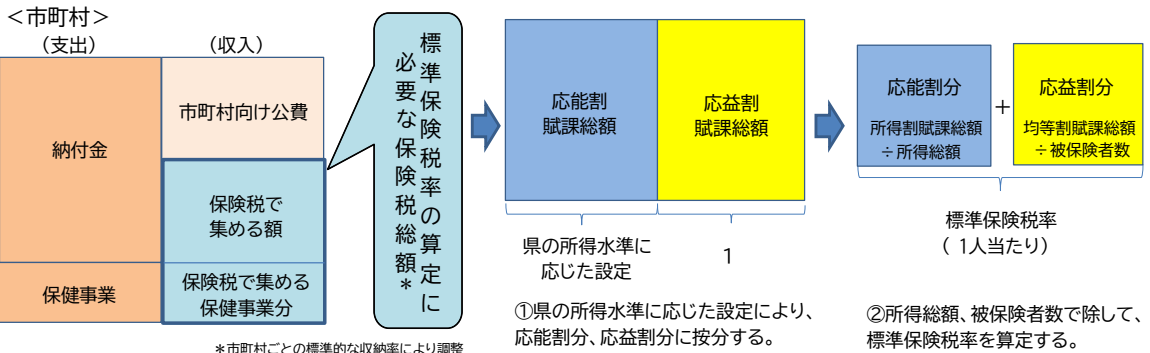 ＜市町村＞
（支出）
（収入）
納付金
保健事業
市町村向け公費
保険税で
集める額
保険税で集める
保健事業分
標準保険税率の算定に
必要な保険税総額＊
＊市町村ごとの標準的な収納率により調整
応能割
賦課総額
応益割
賦課総額
県の所得水準に
応じた設定
1
①県の所得水準に応じた設定により、
応能割分、応益割分に按分する。
応能割分
所得割賦課総額
÷所得総額
＋
応益割分
均等割賦課総額
÷被保険者数
標準保険税率
（ 1人当たり）
②所得総額、被保険者数で除して、
標準保険税率を算定する。